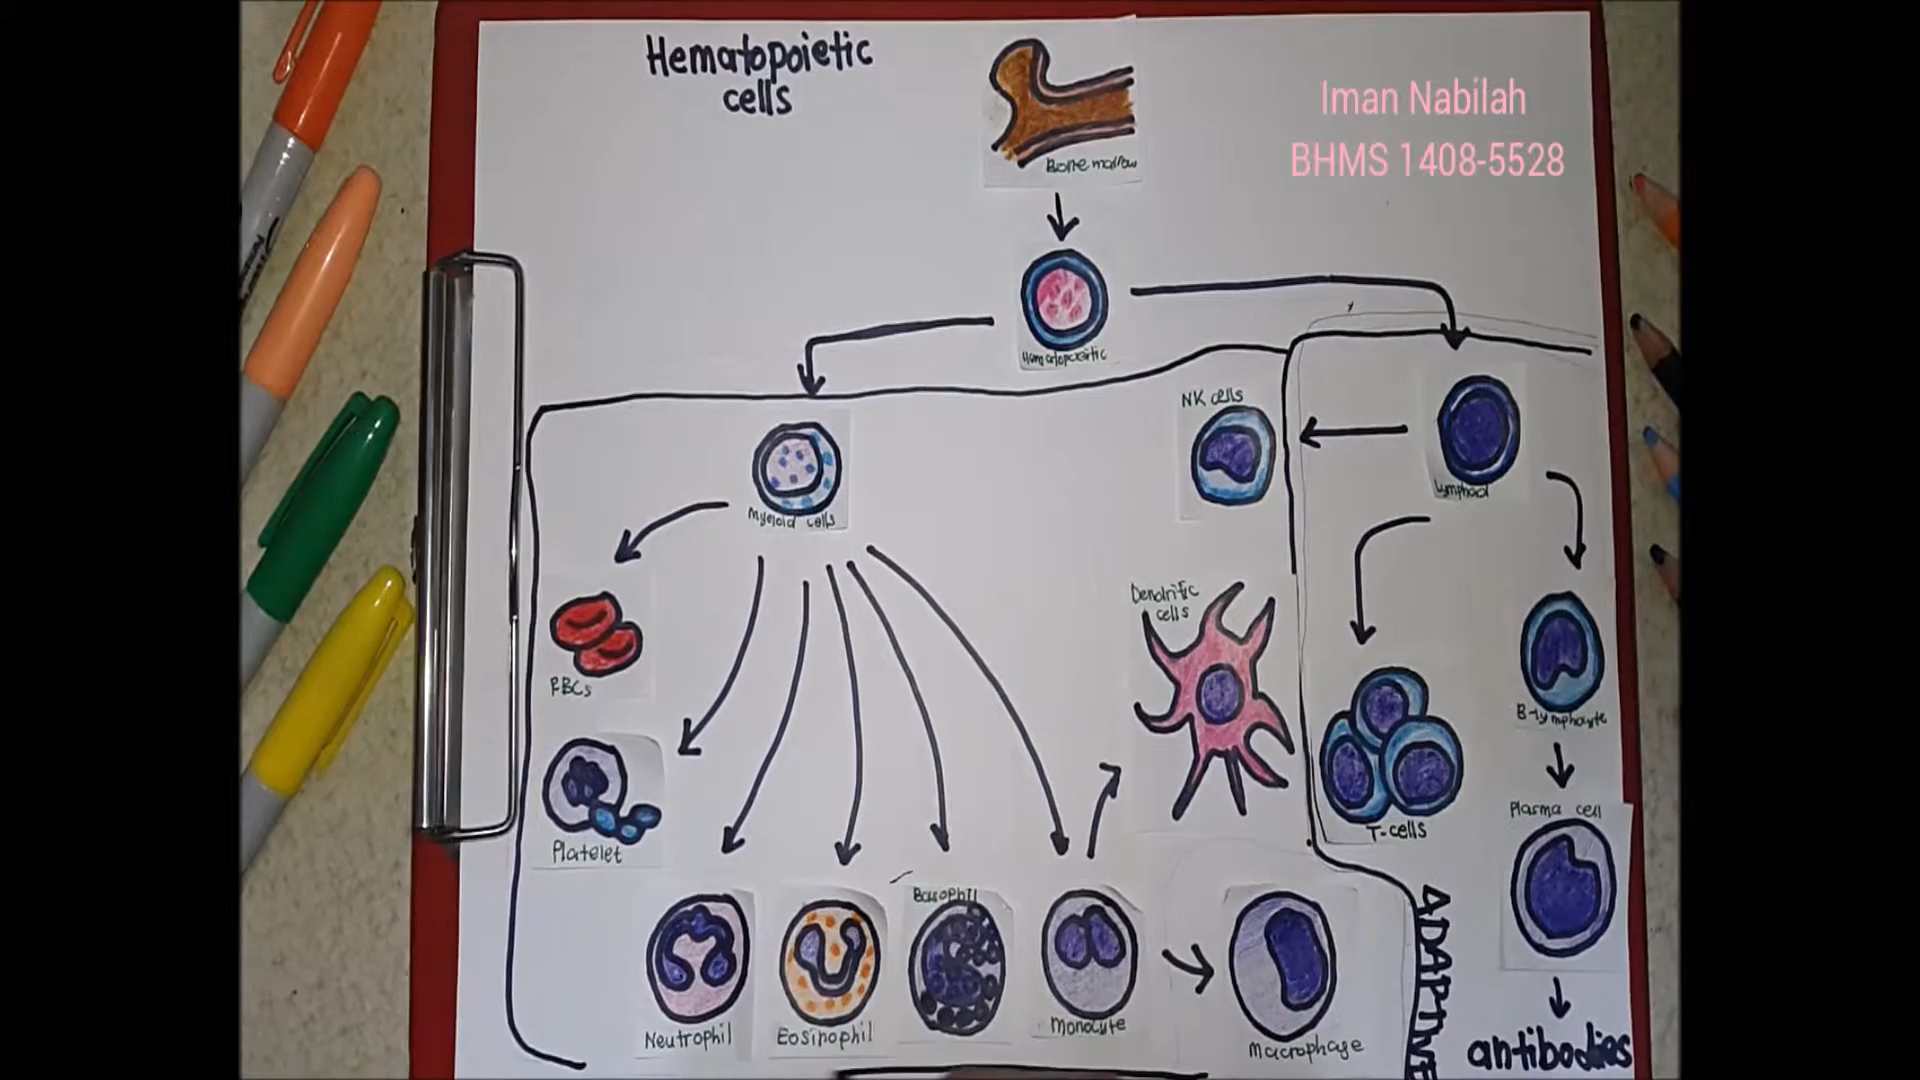 Hematopoietic
cells
Iman Nabilah
BHMS 1408-5528
Bone marrow
Hematopoeitic
NK cells
Lymphoid
Myeloid cells
Dendritic
cells
RBCs
B-lymphocyte
Plasma cell
T-cells
Platelet
Basophil
Neutrophil
Eosinophil
Monocyte
Macrophage
ADAPTIVE
antibodies